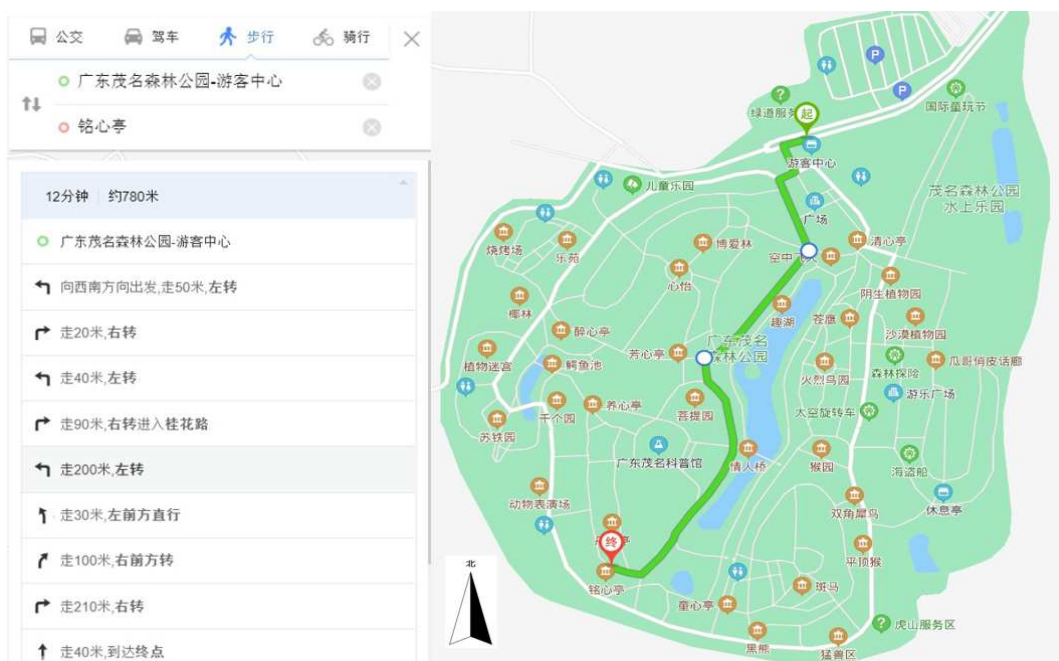 公交
驾车
步行
骑行
广东茂名森林公园-游客中心
铭心亭
12分钟
约780米
广东茂名森林公园-游客中心
向西南方向出发,走50米,左转
走20米,右转
走40米,左转
走90米,右转进入桂花路
走200米,左转
走30米,左前方直行
走100米,右前方转
走210米,右转
走40米,到达终点
P
P
国际童玩节
绿道服务
起
游客中心
儿童乐园
茂名森林公园
水上乐园
广场
烧烤场
乐苑
博爱林
空中飞人
清心亭
心怡
阴生植物园
椰林
醉心亭
趣湖
苍鹰
沙漠植物园
广东茂名
森林公园
芳心亭
植物迷宫
鳄鱼池
火烈鸟园
森林探险
瓜哥俏皮话廊
游乐广场
养心亭
千个园
菩提园
太空旋转车
苏铁园
广东茂名科普馆
情人桥
猴园
海盗船
动物表演场
双角犀鸟
休息亭
终
北
平顶猴
铭心亭
斑马
童心亭
虎山服务区
黑熊
猛兽区